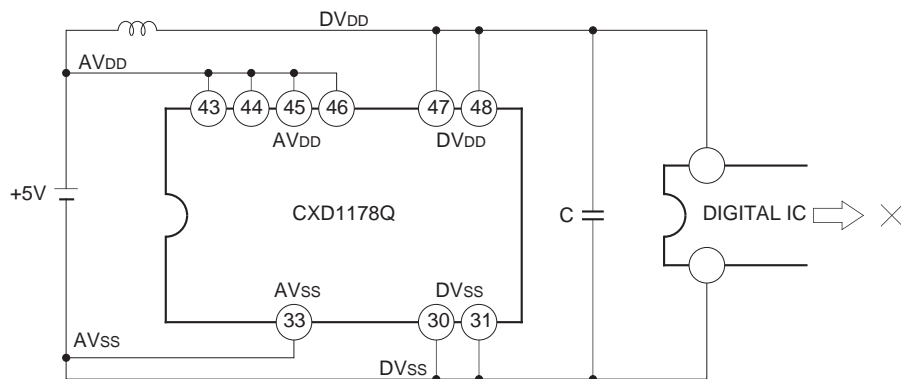 DVDD
AVDD
43 44 45 46 47 48
AVDD DVDD
+5V
CXD1178Q
C
DIGITAL IC
AVSS DVSS
33 30 31
AVSS
DVSS